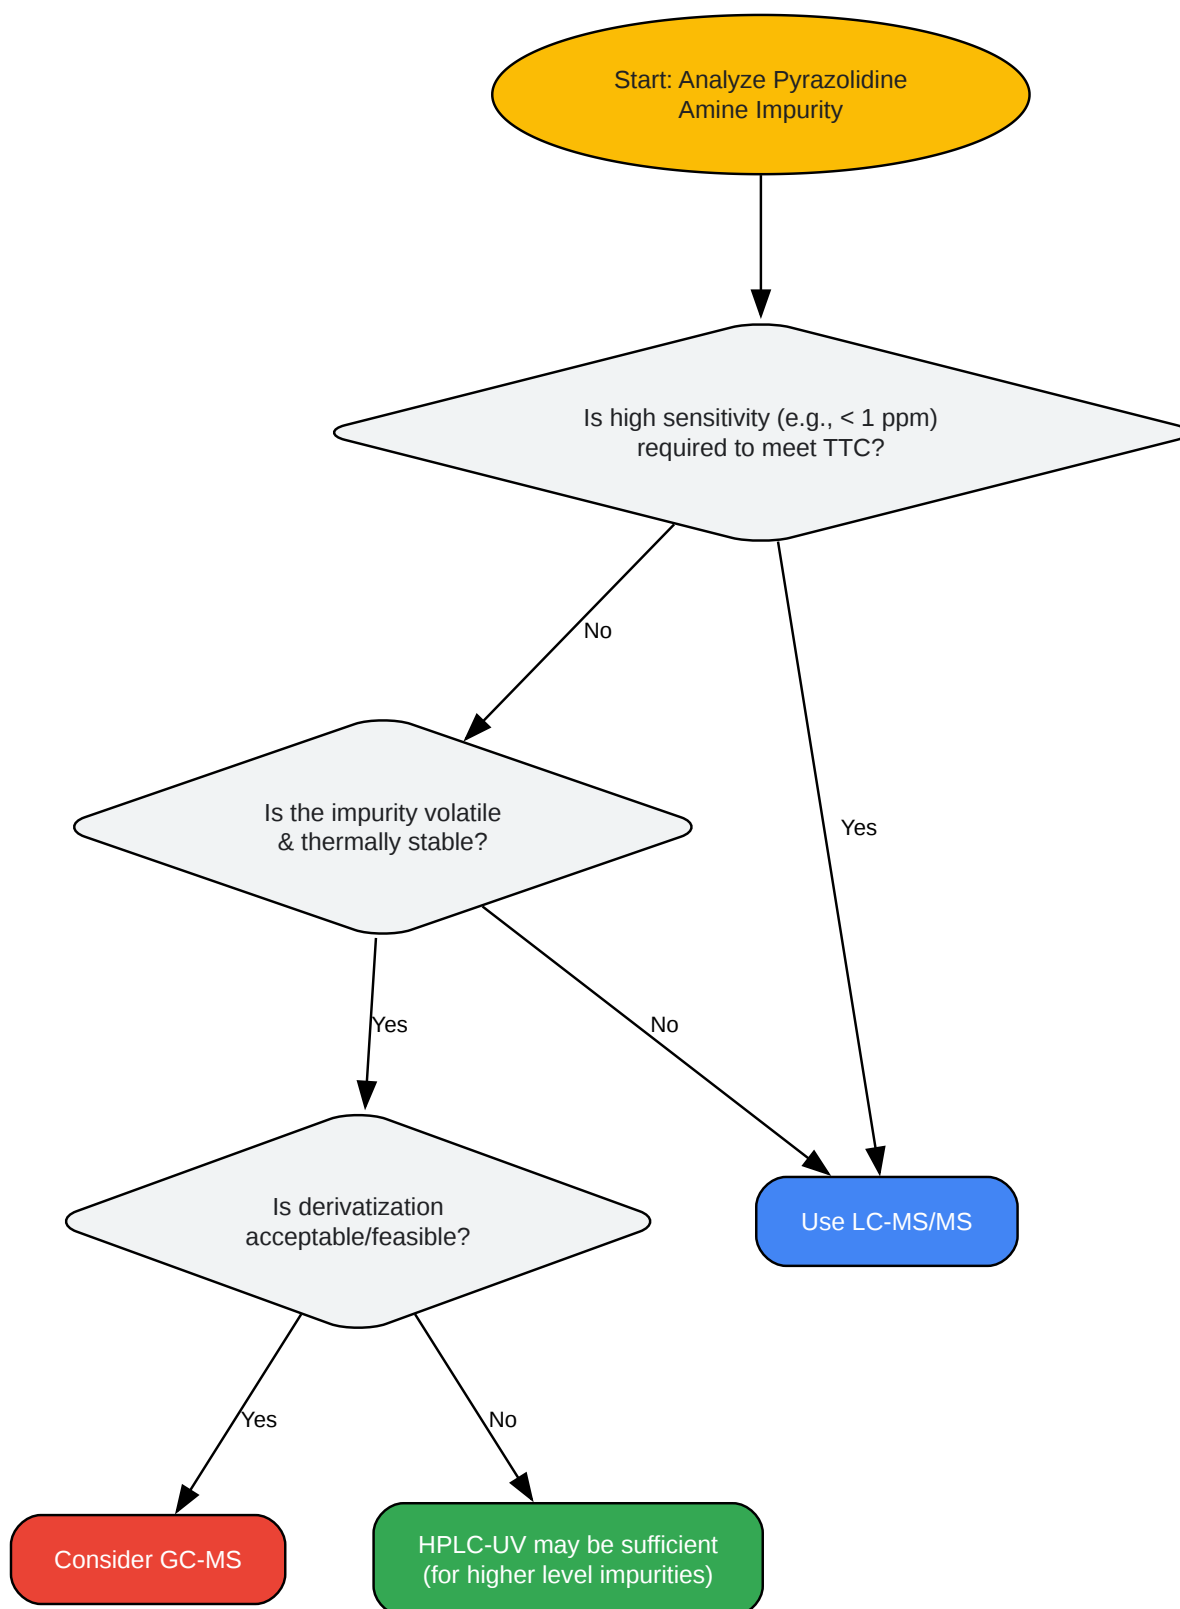 Start: Analyze Pyrazolidine
Amine Impurity
Is high sensitivity (e.g., < 1 ppm)
required to meet TTC?
No
Yes
Is the impurity volatile
& thermally stable?
Yes
No
Is derivatization
acceptable/feasible?
Use LC-MS/MS
Yes
No
Consider GC-MS
HPLC-UV may be sufficient
(for higher level impurities)